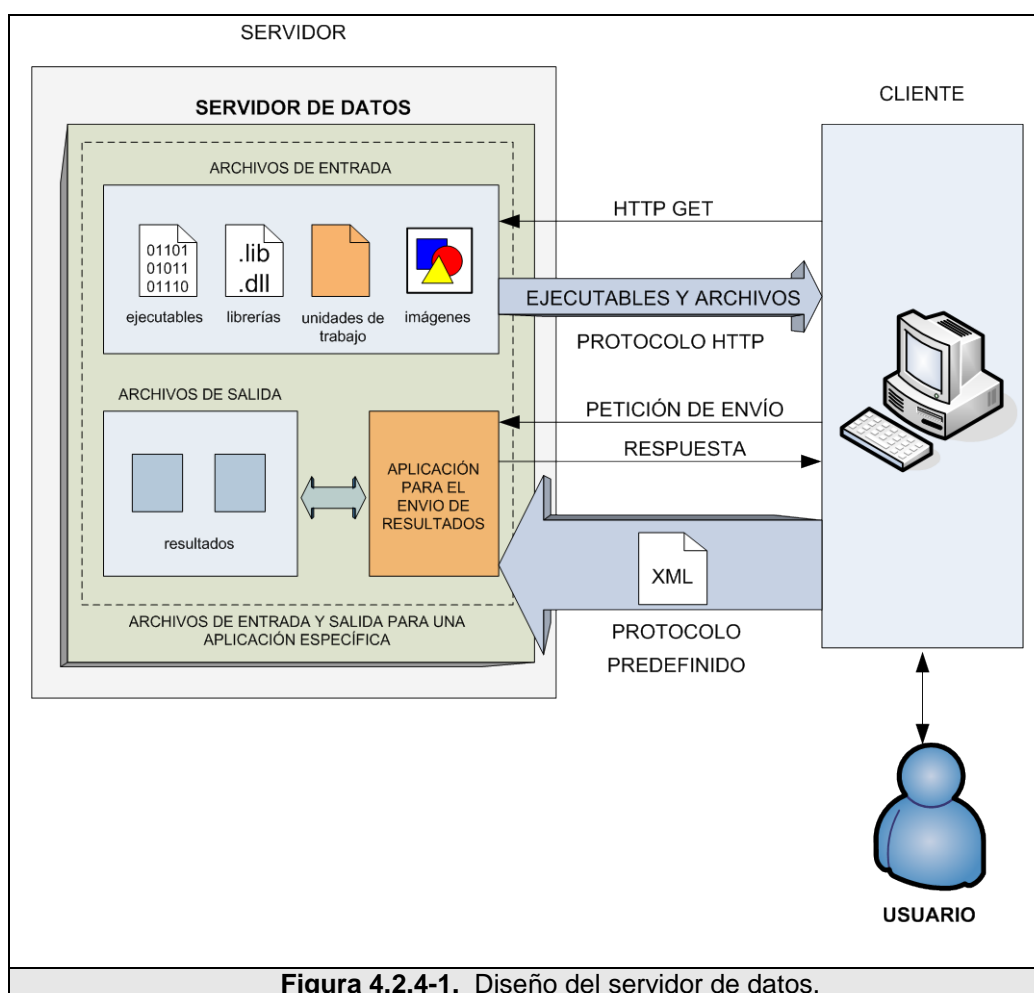 SERVIDOR
CLIENTE
SERVIDOR DE DATOS
ARCHIVOS DE ENTRADA
01101
01011
01110
.lib
.dll
ejecutables
librerías
unidades de
trabajo
imágenes
HTTP GET
EJECUTABLES Y ARCHIVOS
PROTOCOLO HTTP
ARCHIVOS DE SALIDA
resultados
APLICACIÓN
PARA EL
ENVIO DE
RESULTADOS
PETICIÓN DE ENVÍO
RESPUESTA
XML
PROTOCOLO
PREDEFINIDO
ARCHIVOS DE ENTRADA Y SALIDA PARA UNA
APLICACIÓN ESPECÍFICA
USUARIO
Figura 4.2.4-1. Diseño del servidor de datos.